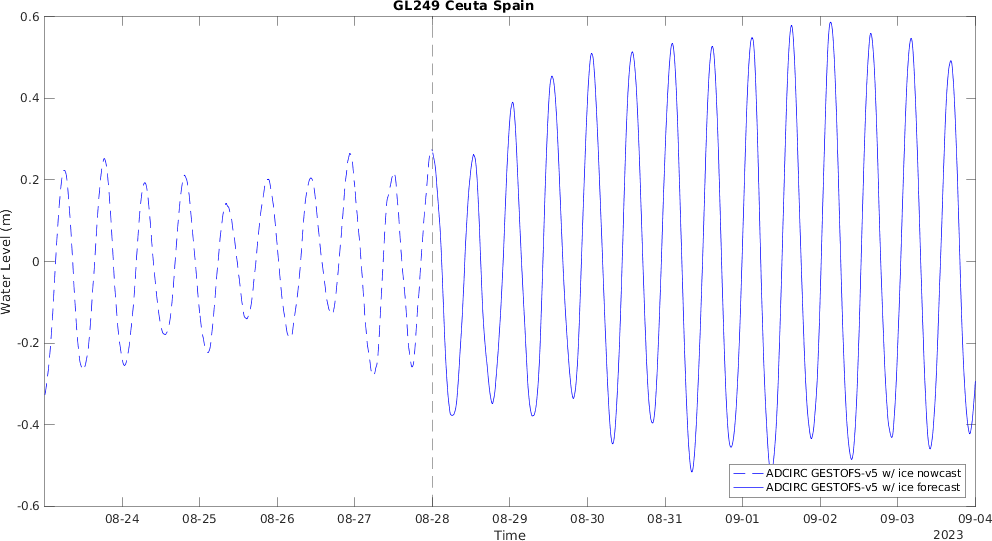 GL249 Ceuta Spain
0.6
0.4
0.2
0
-0.2
-0.4
-0.6
Water Level (m)
ADCIRC GESTOFS-v5 w/ ice nowcast
ADCIRC GESTOFS-v5 w/ ice forecast
08-24 08-25 08-26 08-27 08-28 08-29 08-30 08-31 09-01 09-02 09-03 09-04
Time
2023